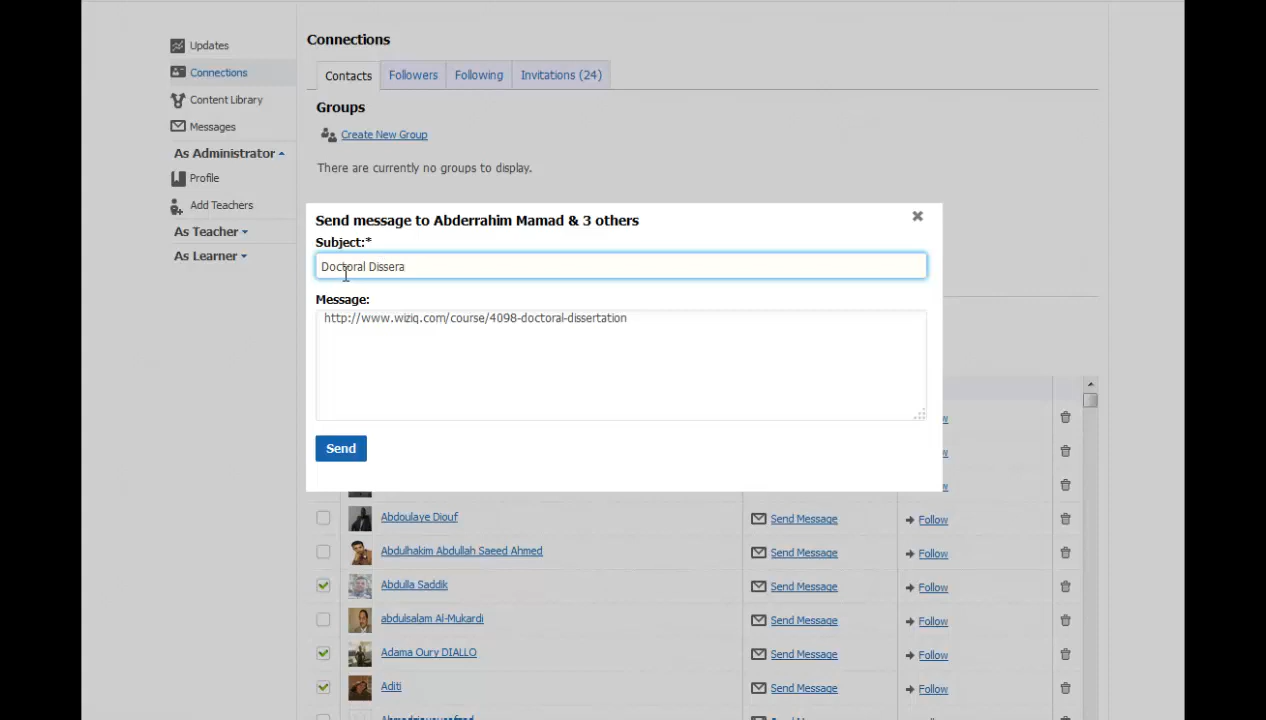 Updates
Connections
Content Library
Messages
As Administrator
Profile
Add Teachers
As Teacher
As Learner
Connections
Contacts
Followers
Following
Invitations (24)
Groups
Create New Group
There are currently no groups to display.
Send message to Abderrahim Mamad & 3 others
Subject:*
Doctoral Dissera
Message:
http://www.wiziq.com/course/4098-doctoral-dissertation
Send
Abdoulaye Diouf Send Message Follow
Abdulhakim Abdullah Saeed Ahmed Send Message Follow
Abdulla Saddik Send Message Follow
abdulsalam Al-Mukardi Send Message Follow
Adama Oury DIALLO Send Message Follow
Aditi Send Message Follow